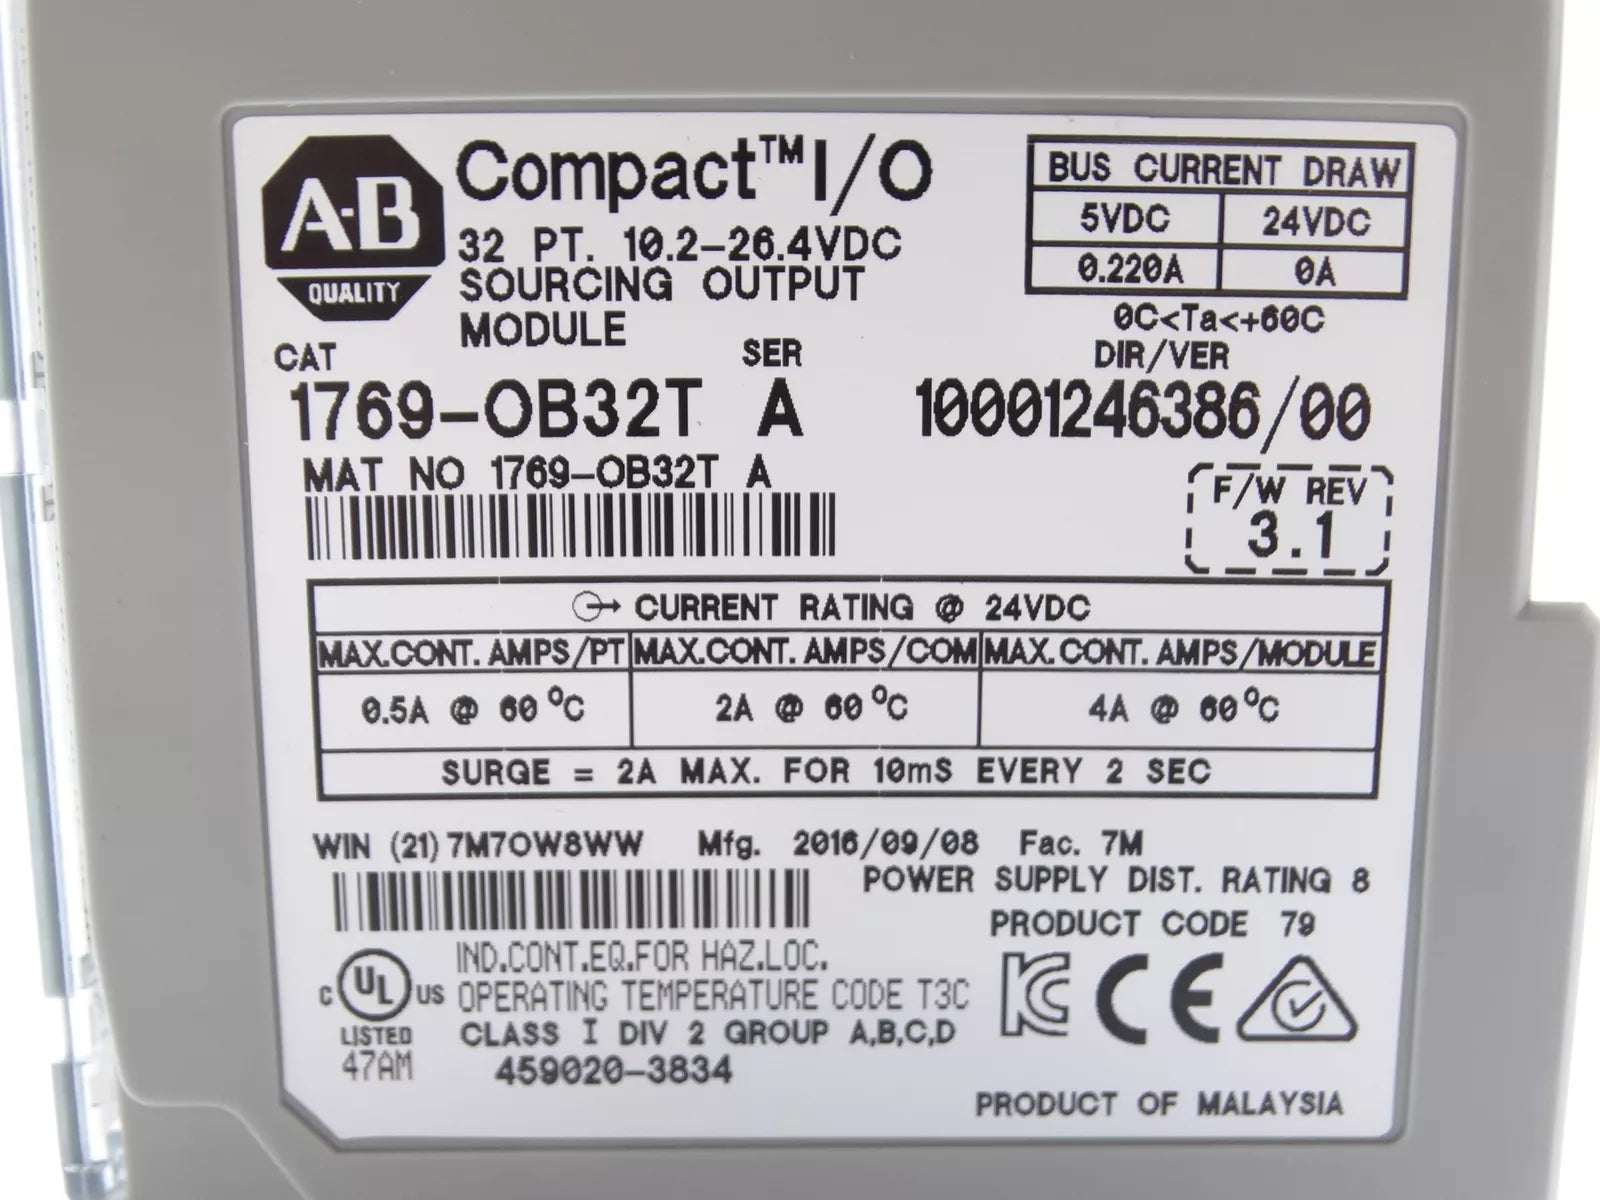 A-B
QUALITY
Compact™ I/O
32 PT. 10.2-26.4VDC
SOURCING OUTPUT
MODULE
BUS CURRENT DRAW
5VDC 24VDC
0.220A 0A
0C<Ta<+60C
CAT SER DIR/VER
1769-OB32T A 10001246386/00
MAT NO 1769-OB32T A
F/W REV
3.1
CURRENT RATING @ 24VDC
MAX.CONT. AMPS/PT MAX.CONT. AMPS/COM MAX.CONT. AMPS/MODULE
0.5A @ 60 °C 2A @ 60 °C 4A @ 60 °C
SURGE = 2A MAX. FOR 10mS EVERY 2 SEC
WIN (21) 7M7OW8WW Mfg. 2016/09/08 Fac. 7M
POWER SUPPLY DIST. RATING 8
PRODUCT CODE 79
IND.CONT.EQ.FOR HAZ.LOC.
C UL US
LISTED
47AM
OPERATING TEMPERATURE CODE T3C
CLASS I DIV 2 GROUP A,B,C,D
459020-3834
KC CE
PRODUCT OF MALAYSIA